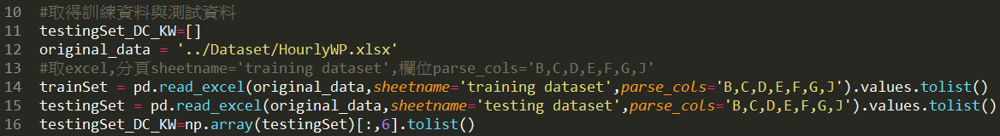 10 #取得訓練資料與測試資料
11 testingSet_DC_KW=[]
12 original_data = '../Dataset/HourlyWP.xlsx'
13 #取excel,分頁sheetname='training dataset',欄位parse_cols='B,C,D,E,F,G,J'
14 trainSet = pd.read_excel(original_data,sheetname='training dataset',parse_cols='B,C,D,E,F,G,J').values.tolist()
15 testingSet = pd.read_excel(original_data,sheetname='testing dataset',parse_cols='B,C,D,E,F,G,J').values.tolist()
16 testingSet_DC_KW=np.array(testingSet)[:,6].tolist()